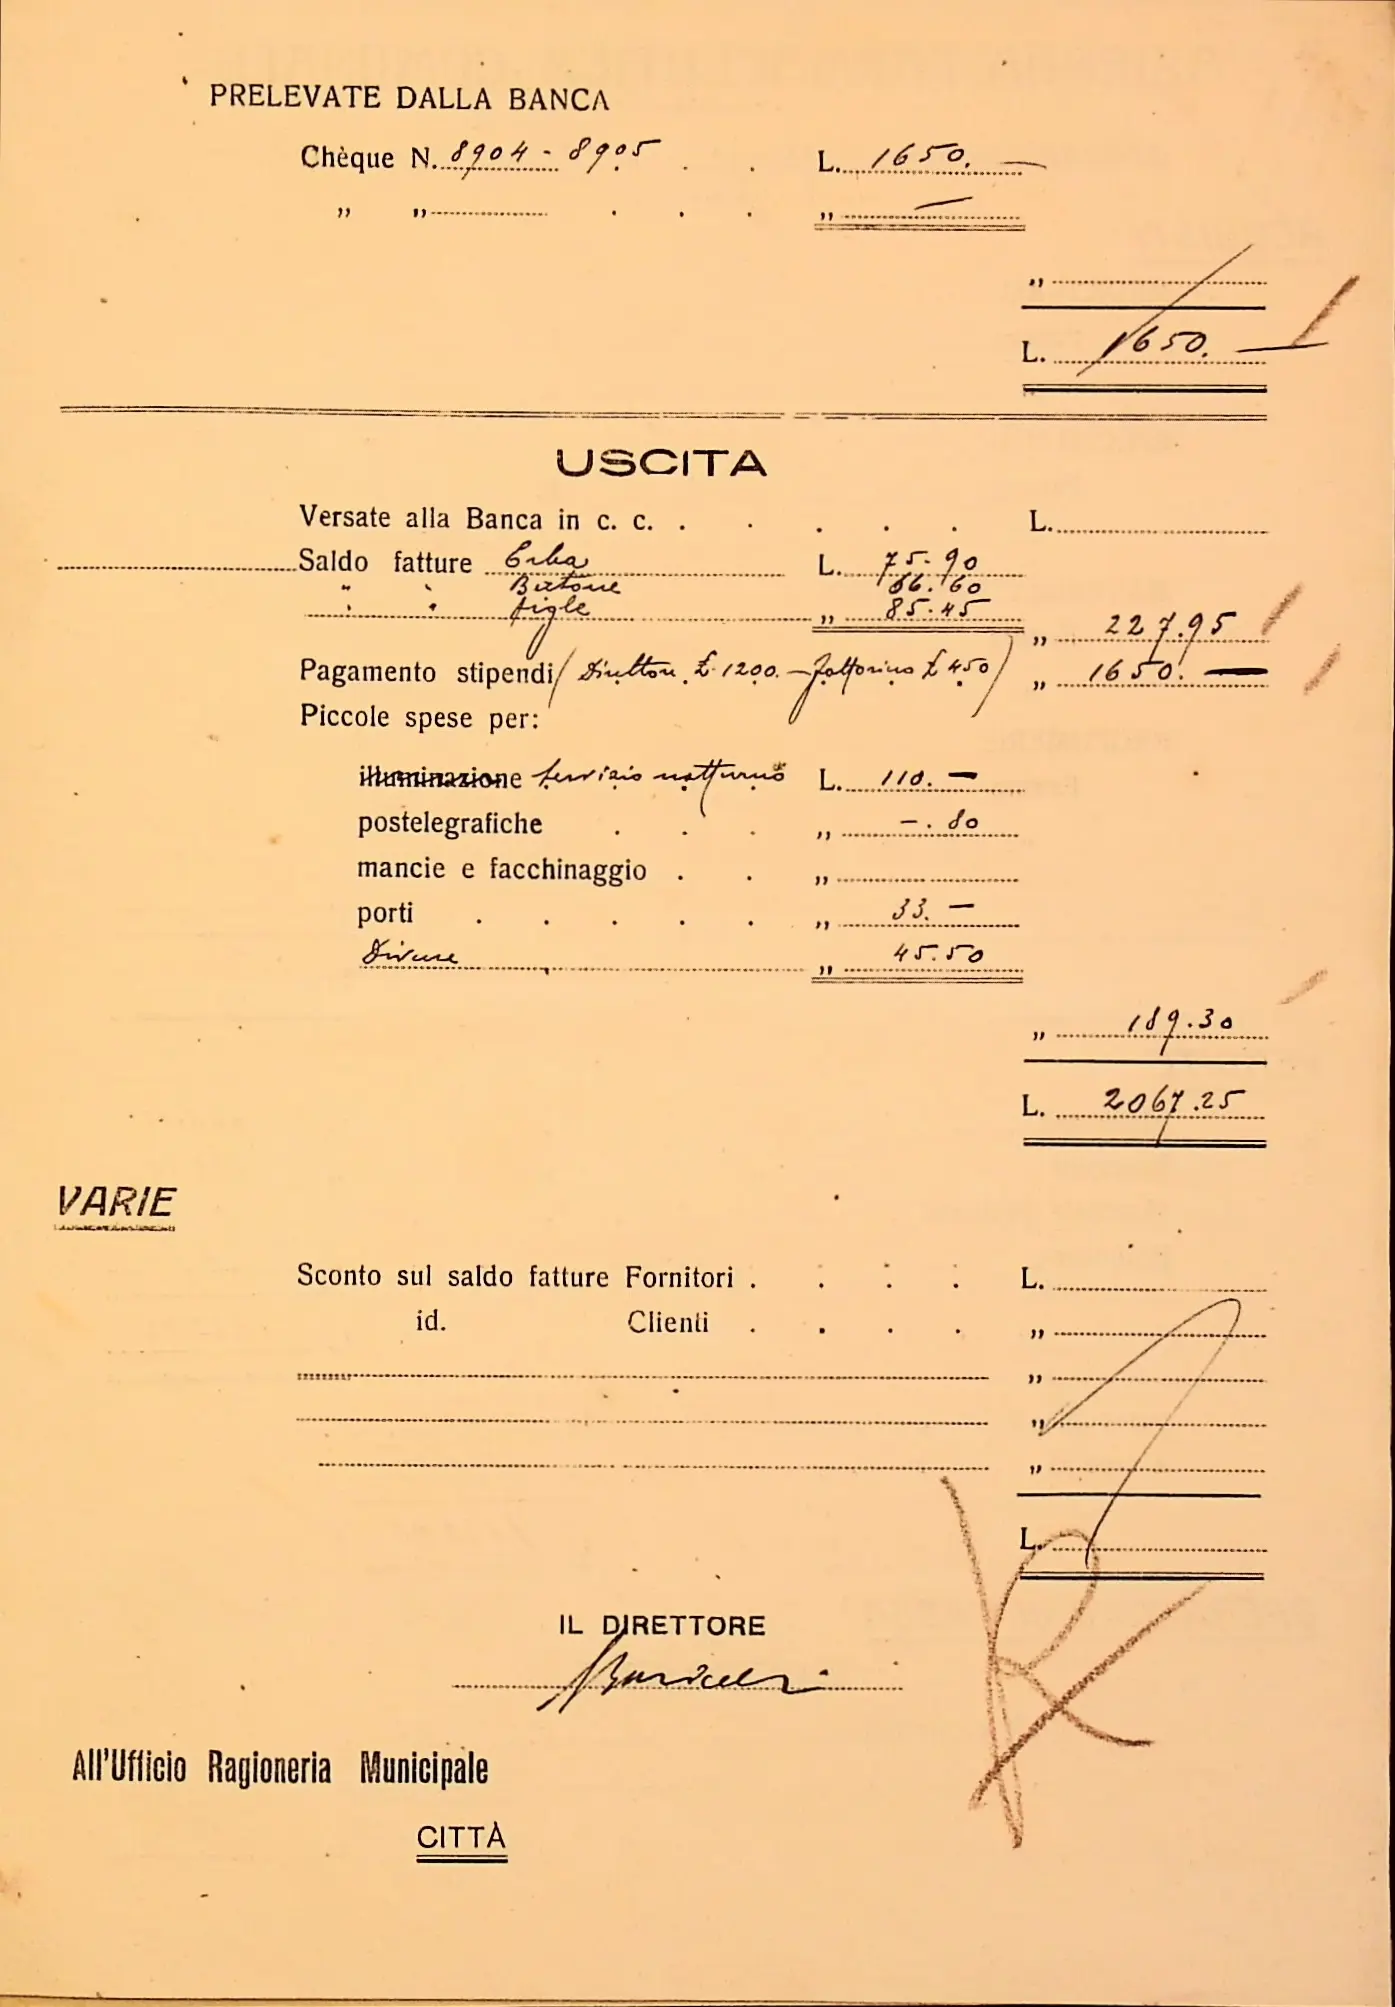 PRELEVATE DALLA BANCA
Chèque N. 8904 - 8905 . . L. 1650. —
„ „ . . . „ —
„
L. 1650. —
USCITA
Versate alla Banca in c. c. . . . . . L.
Saldo fatture Erba L. 75.90
" " Bertone 66.60
" " Aigle „ 85.45 „ 227.95
Pagamento stipendi (Direttore £. 1200. — fattorino £ 450) „ 1650. —
Piccole spese per:
illuminazione servizio notturno L. 110. —
postelegrafiche . . . „ —.80
mancie e facchinaggio . . „
porti . . . . . „ 33. —
Diverse „ 45.50
„ 189.30
L. 2067.25
VARIE
Sconto sul saldo fatture Fornitori . . . . L.
id. Clienti . . . . „
„
„
„
L.
IL DIRETTORE
All'Ufficio Ragioneria Municipale
CITTÀ